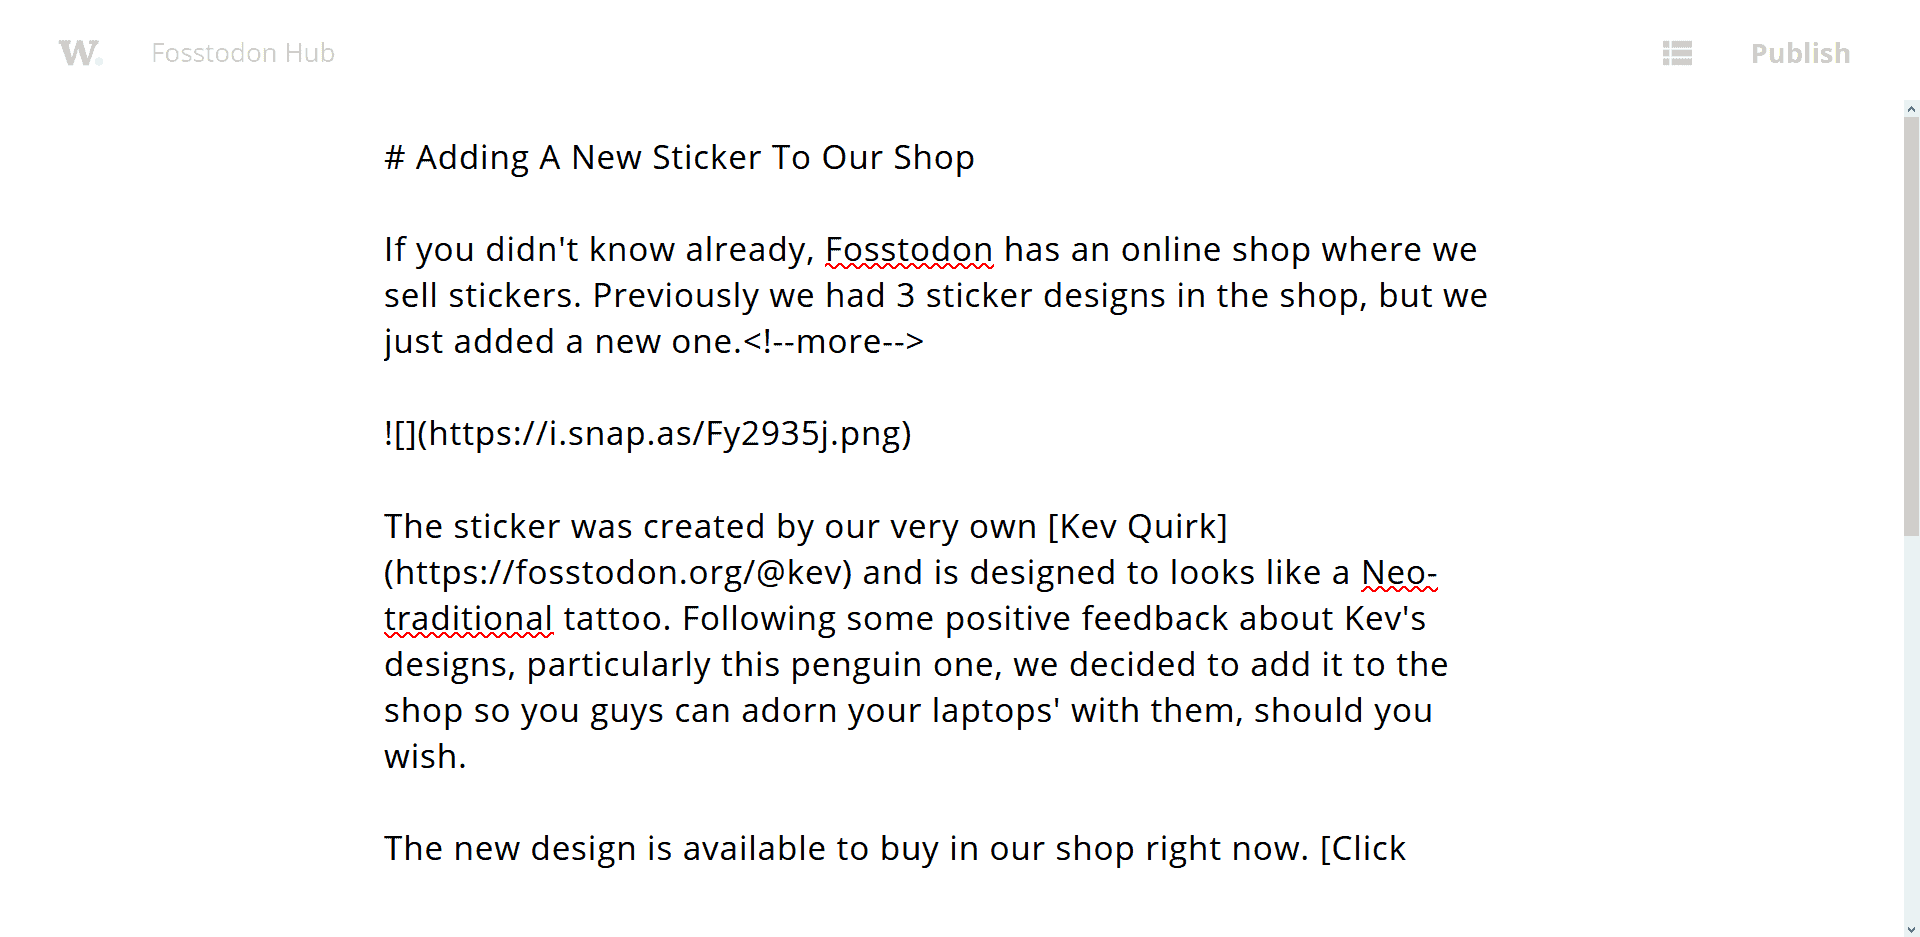 W.
Fosstodon Hub
Publish
# Adding A New Sticker To Our Shop
If you didn't know already, Fosstodon has an online shop where we
sell stickers. Previously we had 3 sticker designs in the shop, but we
just added a new one.<!--more-->
![](https://i.snap.as/Fy2935j.png)
The sticker was created by our very own [Kev Quirk]
(https://fosstodon.org/@kev) and is designed to looks like a Neo-
traditional tattoo. Following some positive feedback about Kev's
designs, particularly this penguin one, we decided to add it to the
shop so you guys can adorn your laptops' with them, should you
wish.
The new design is available to buy in our shop right now. [Click